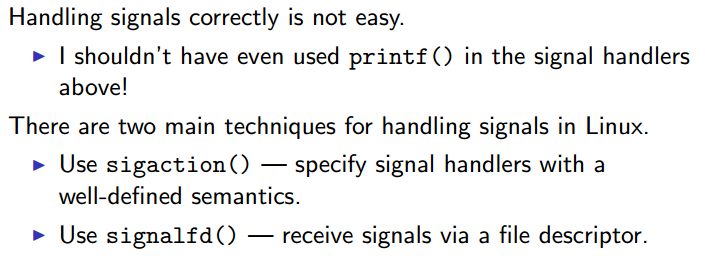 Handling signals correctly is not easy.
▶ I shouldn't have even used printf() in the signal handlers
above!
There are two main techniques for handling signals in Linux.
▶ Use sigaction() — specify signal handlers with a
well-defined semantics.
▶ Use signalfd() — receive signals via a file descriptor.